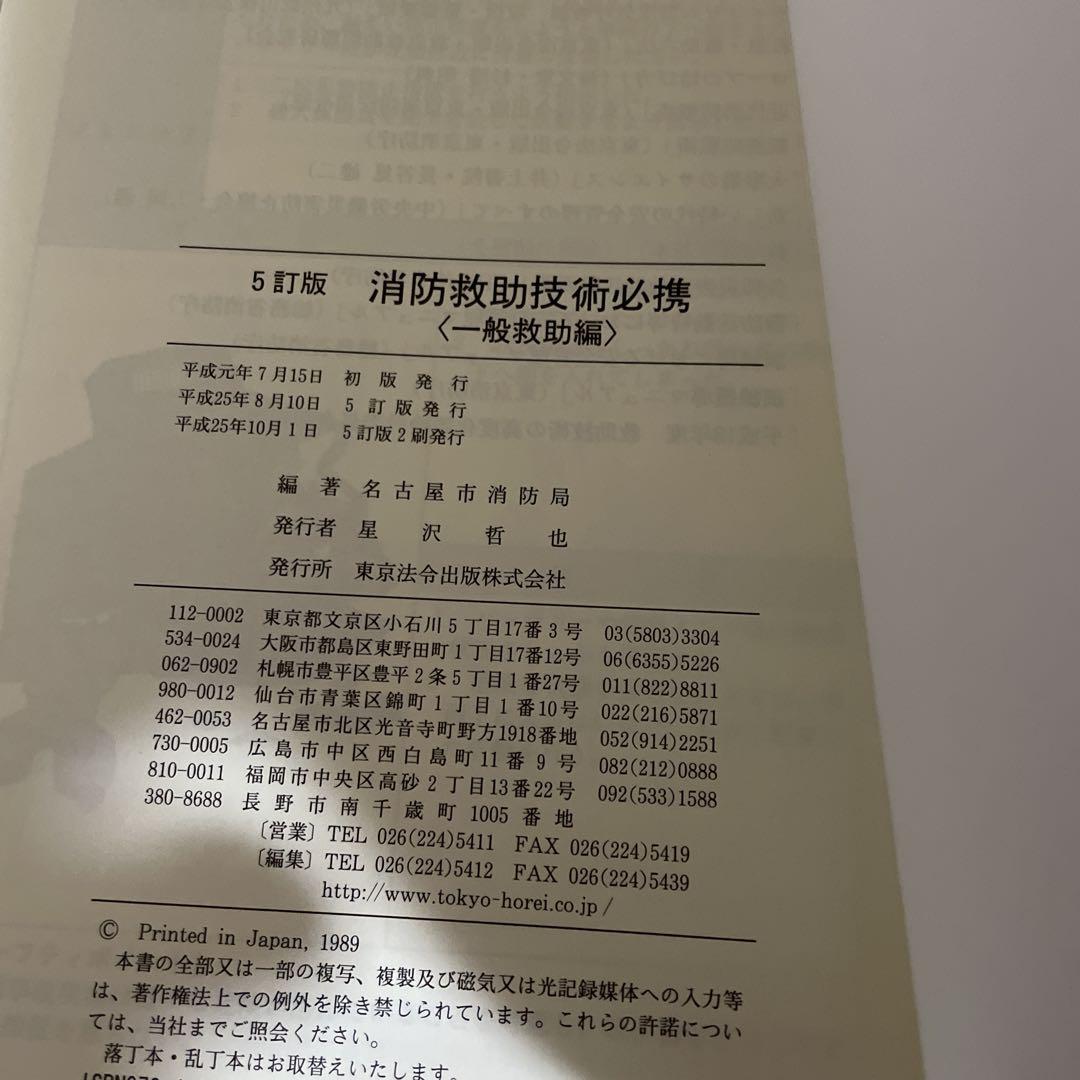 5訂版　消防救助技術必携
〈一般救助編〉
平成元年7月15日　初版発行
平成25年8月10日　5訂版発行
平成25年10月1日　5訂版2刷発行
編著　名古屋市消防局
発行者　星沢哲也
発行所　東京法令出版株式会社
112-0002　東京都文京区小石川5丁目17番3号　03(5803)3304
534-0024　大阪市都島区東野田町1丁目17番12号　06(6355)5226
062-0902　札幌市豊平区豊平2条5丁目1番27号　011(822)8811
980-0012　仙台市青葉区錦町1丁目1番10号　022(216)5871
462-0053　名古屋市北区光音寺町野方1918番地　052(914)2251
730-0005　広島市中区西白島町11番9号　082(212)0888
810-0011　福岡市中央区高砂2丁目13番22号　092(533)1588
380-8688　長野市南千歳町1005番地
〔営業〕TEL 026(224)5411　FAX 026(224)5419
〔編集〕TEL 026(224)5412　FAX 026(224)5439
http://www.tokyo-horei.co.jp/
© Printed in Japan, 1989
本書の全部又は一部の複写、複製及び磁気又は光記録媒体への入力等
は、著作権法上での例外を除き禁じられています。これらの許諾につい
ては、当社までご照会ください。
落丁本・乱丁本はお取替えいたします。